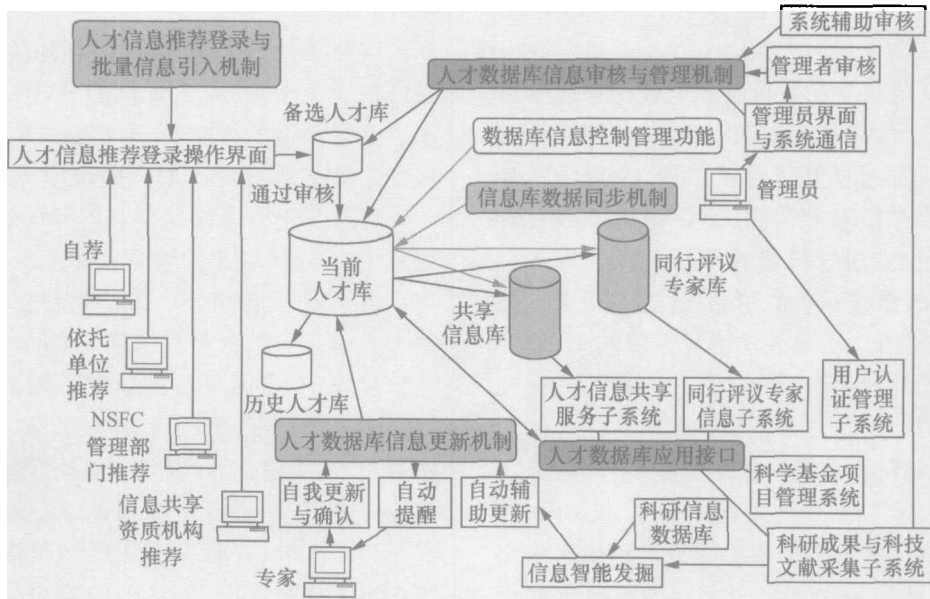 人才信息推荐登录与
批量信息引入机制
系统辅助审核
人才数据库信息审核与管理机制
管理者审核
备选人才库
管理员界面
与系统通信
数据库信息控制管理功能
人才信息推荐登录操作界面
通过审核
信息库数据同步机制
管理员
自荐
当前
人才库
同行评议
专家库
共享
信息库
依托
单位
推荐
历史人才库
人才信息共享
服务子系统
同行评议专家
信息子系统
用户认
证管理
子系统
NSFC
管理部
门推荐
人才数据库信息更新机制
人才数据库应用接口
科学基金项
目管理系统
信息共享
资质机构
推荐
自我更新
与确认
自动
提醒
自动辅
助更新
科研信息
数据库
科研成果与科技
文献采集子系统
专家
信息智能发掘